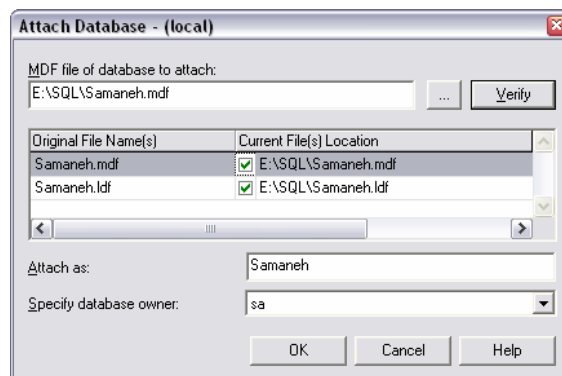 Attach Database - (local)
MDF file of database to attach:
E:\SQL\Samaneh.mdf
...
Verify
Original File Name(s) Current File(s) Location
Samaneh.mdf E:\SQL\Samaneh.mdf
Samaneh.ldf E:\SQL\Samaneh.ldf
Attach as: Samaneh
Specify database owner: sa
OK Cancel Help